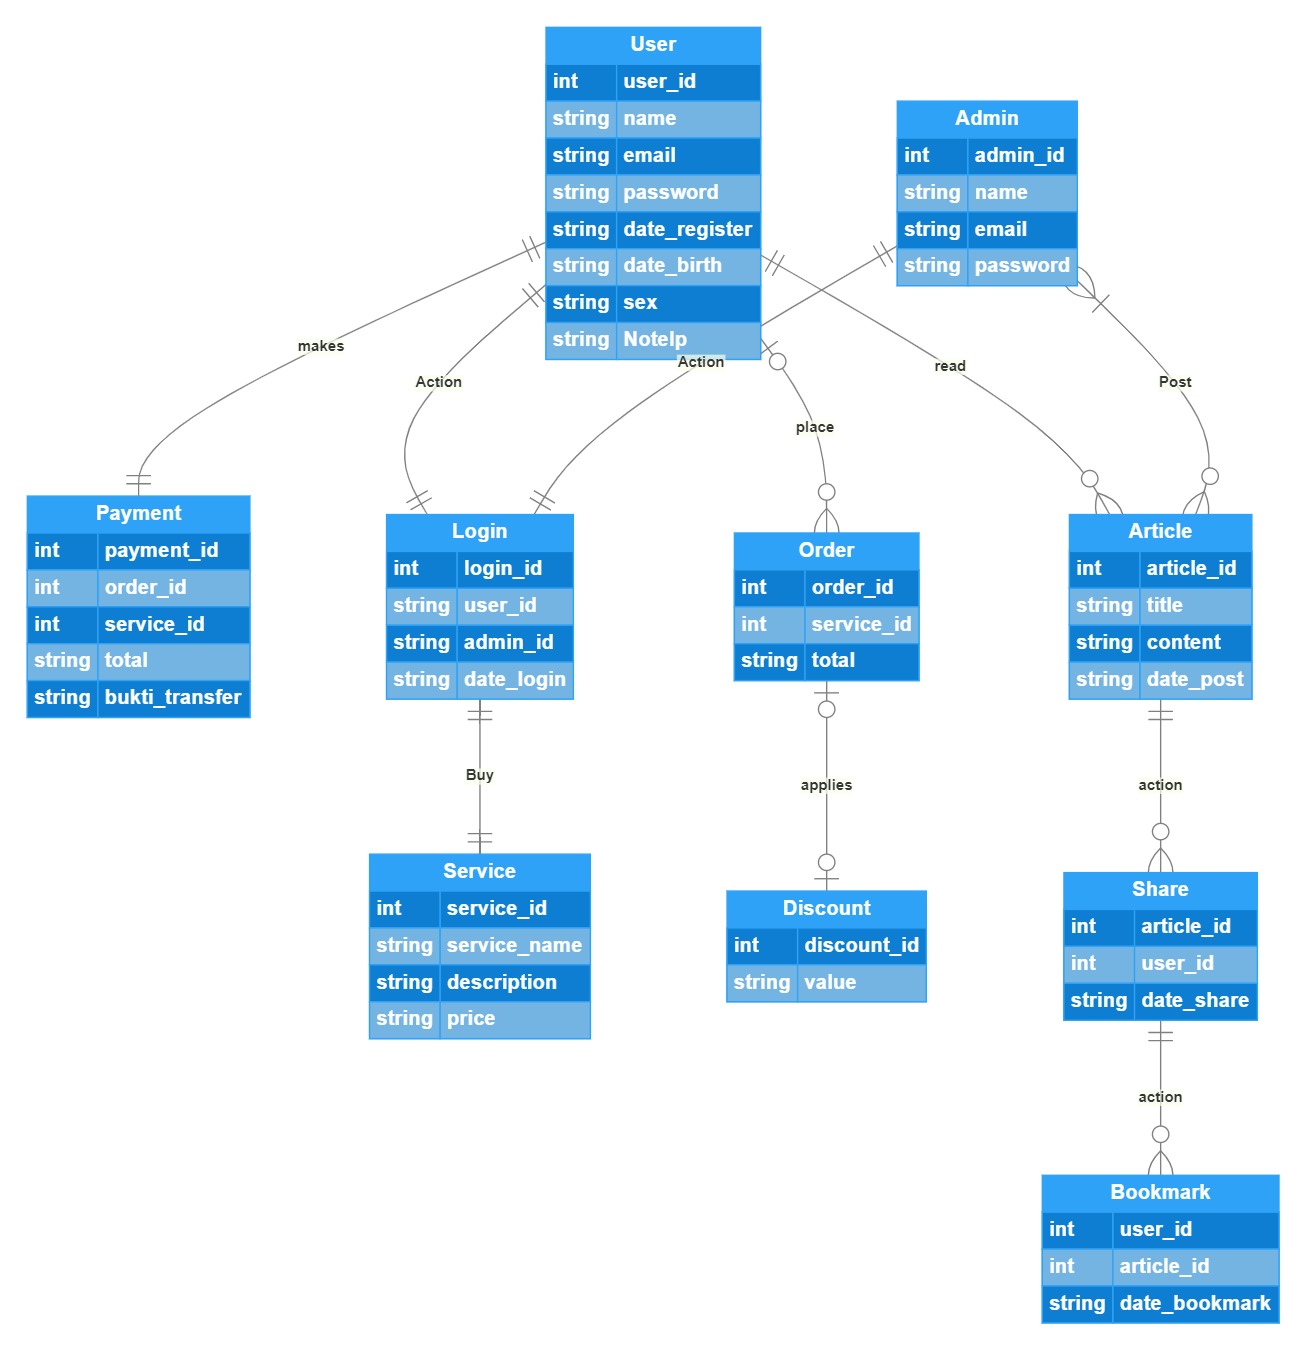 User
int user_id
string name
string email
string password
string date_register
string date_birth
string sex
string Notelp
Admin
int admin_id
string name
string email
string password
makes
Action
Action
place
read
Post
Payment
int payment_id
int order_id
int service_id
string total
string bukti_transfer
Login
int login_id
string user_id
string admin_id
string date_login
Order
int order_id
int service_id
string total
Article
int article_id
string title
string content
string date_post
Buy
applies
action
Service
int service_id
string service_name
string description
string price
Discount
int discount_id
string value
Share
int article_id
int user_id
string date_share
action
Bookmark
int user_id
int article_id
string date_bookmark